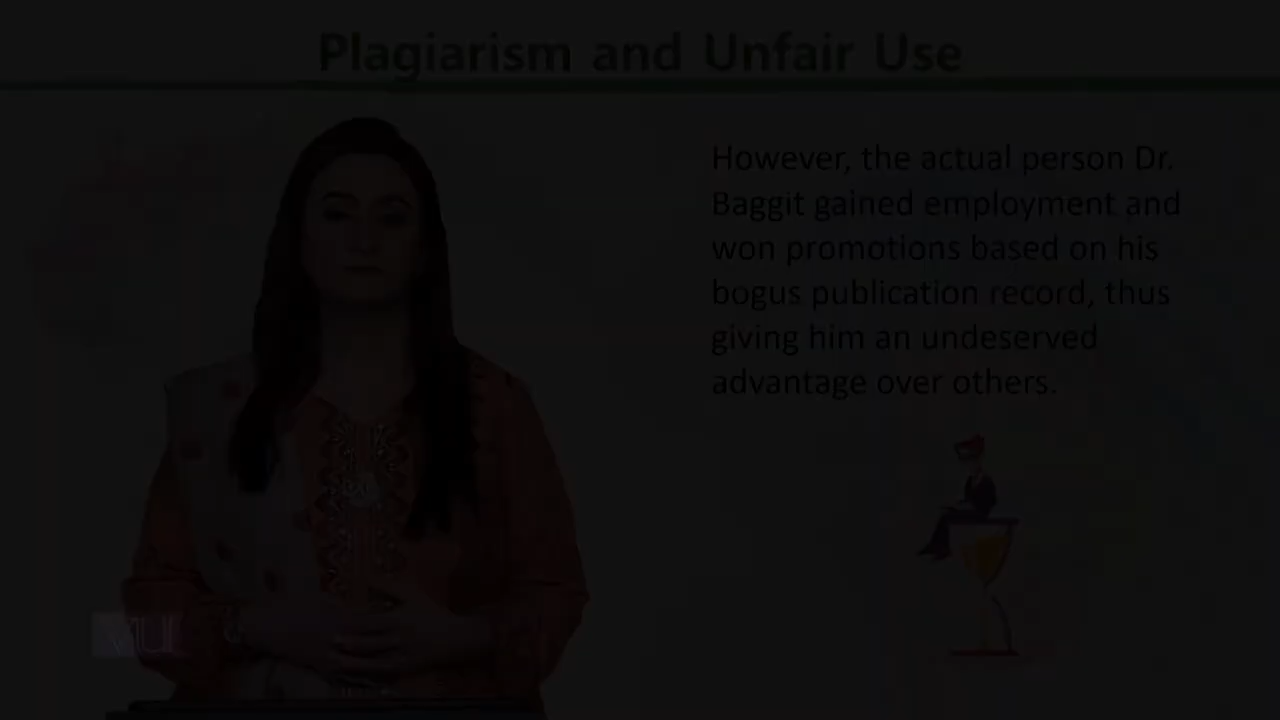 Plagiarism and Unfair Use
However, the actual person Dr.
Baggit gained employment and
won promotions based on his
bogus publication record, thus
giving him an undeserved
advantage over others.